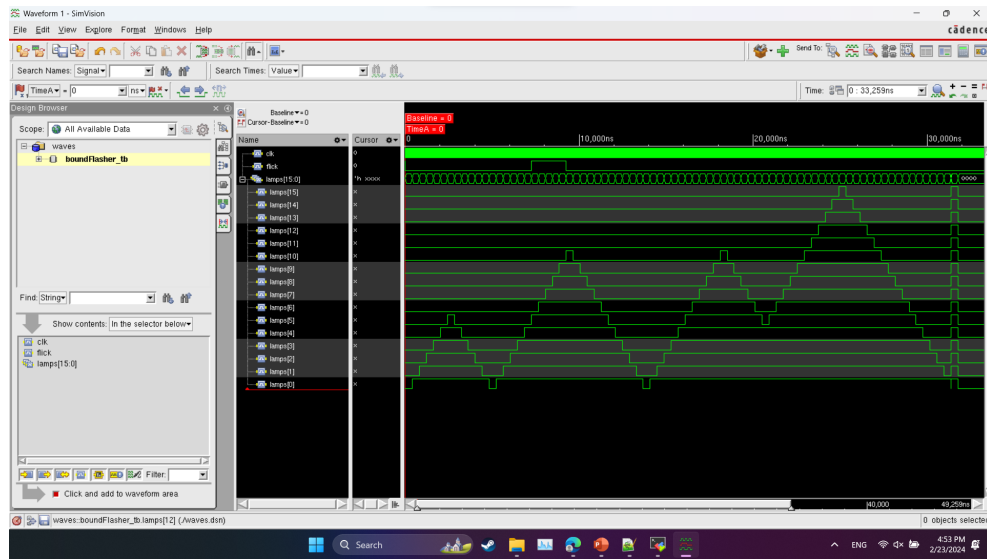 Waveform 1 - SimVision
File Edit View Explore Format Windows Help
cādence
Send To:
Search Names: Signal
Search Times: Value
TimeA = 0 ns
Time: 0 : 33,259ns
Design Browser
Scope: All Available Data
waves
boundFlasher_tb
Find: String
Show contents: In the selector below
clk
flick
lamps[15:0]
Filter:
Click and add to waveform area
Baseline = 0
Cursor-Baseline = 0
Name Cursor
clk 0
flick 0
lamps[15:0] 'h xxxx
lamps[15] x
lamps[14] x
lamps[13] x
lamps[12] x
lamps[11] x
lamps[10] x
lamps[9] x
lamps[8] x
lamps[7] x
lamps[6] x
lamps[5] x
lamps[4] x
lamps[3] x
lamps[2] x
lamps[1] x
lamps[0] x
Baseline = 0
TimeA = 0
0 10,000ns 20,000ns 30,000ns
0000
0 40,000 49,259ns
waves::boundFlasher_tb.lamps[12] (./waves.dsn)
0 objects selecte
Search
ENG
4:53 PM
2/23/2024